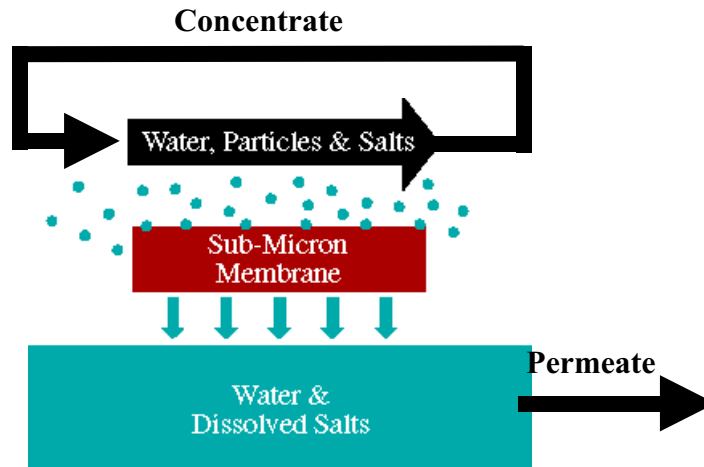 Concentrate
Water, Particles & Salts
Sub-Micron
Membrane
Permeate
Water &
Dissolved Salts